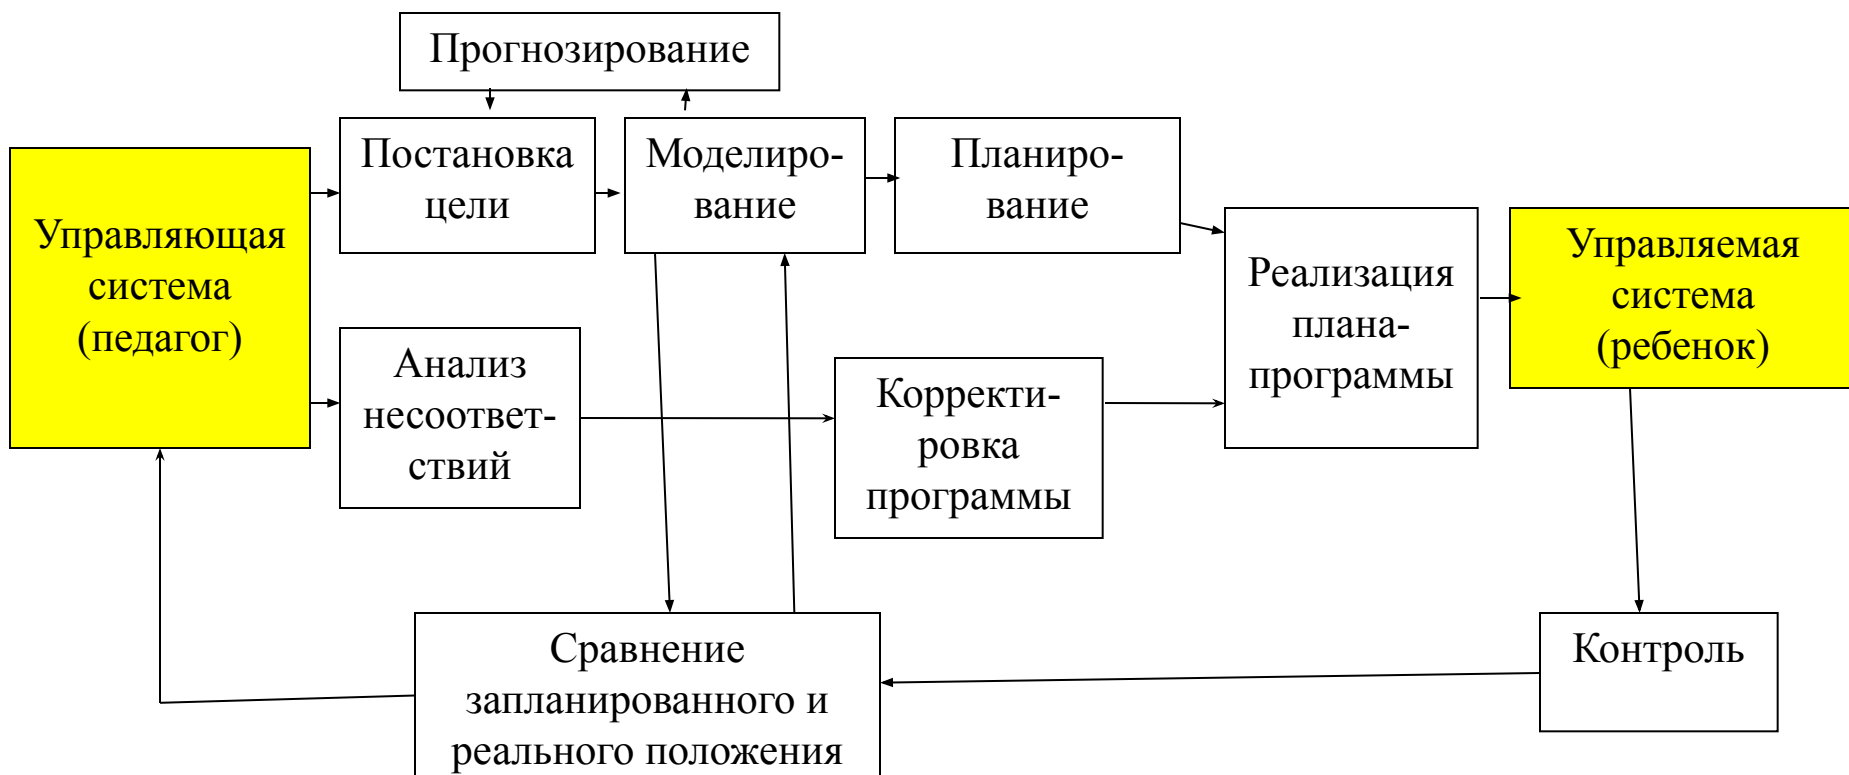 Прогнозирование
Постановка
цели
Моделиро-
вание
Планиро-
вание
Управляющая
система
(педагог)
Реализация
плана-
программы
Управляемая
система
(ребенок)
Анализ
несоответ-
ствий
Корректи-
ровка
программы
Сравнение
запланированного и
реального положения
Контроль